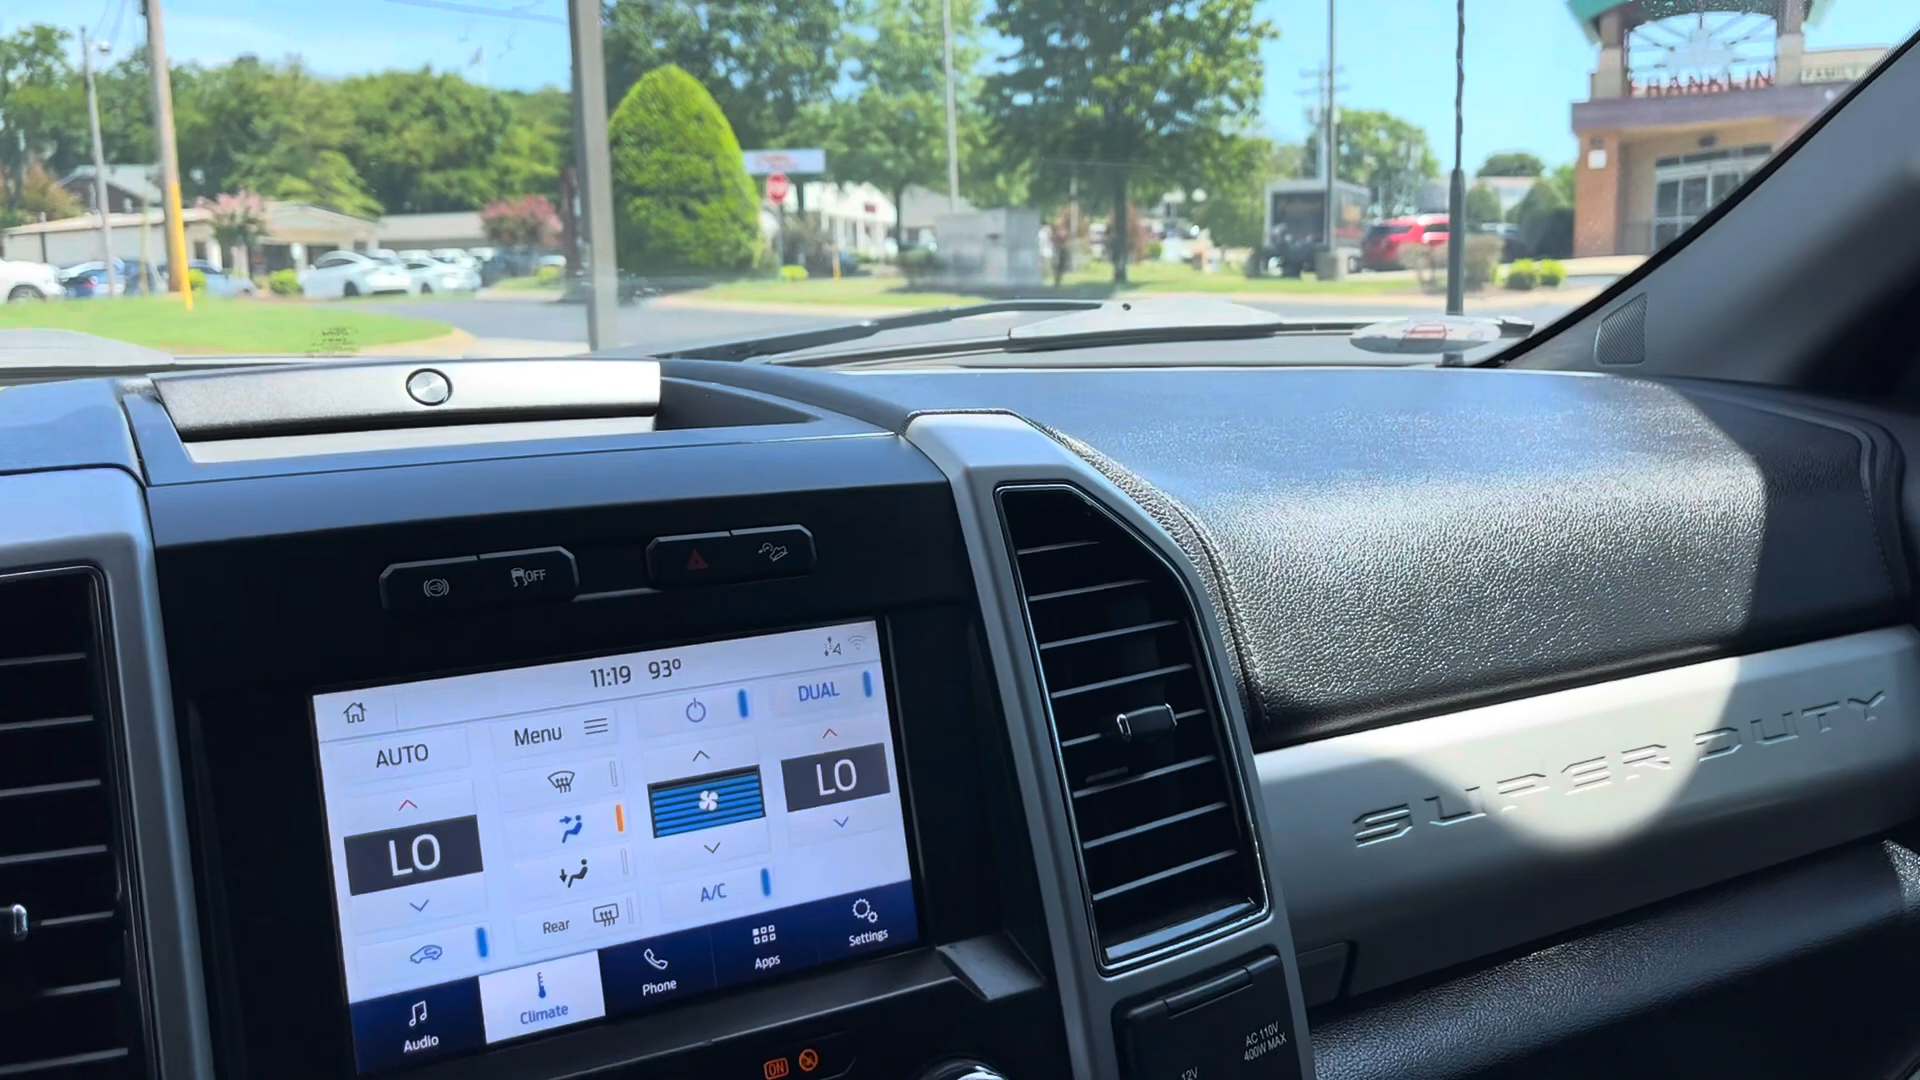 FRANKLIN
FAMILY
OFF
11:19 93°
AUTO
Menu
DUAL
LO
LO
A/C
Rear
Audio
Climate
Phone
Apps
Settings
SUPER DUTY
AC 110V
400W MAX
12V
ON